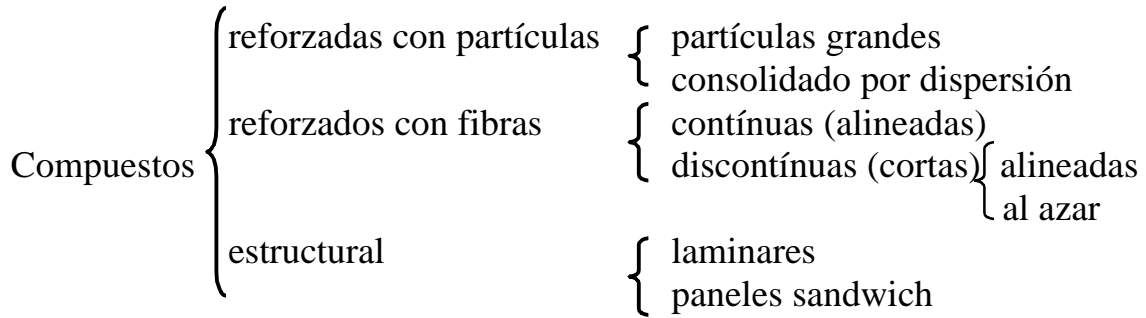 reforzadas con partículas partículas grandes
consolidado por dispersión
reforzados con fibras contínuas (alineadas)
Compuestos discontínuas (cortas) alineadas
al azar
estructural laminares
paneles sandwich